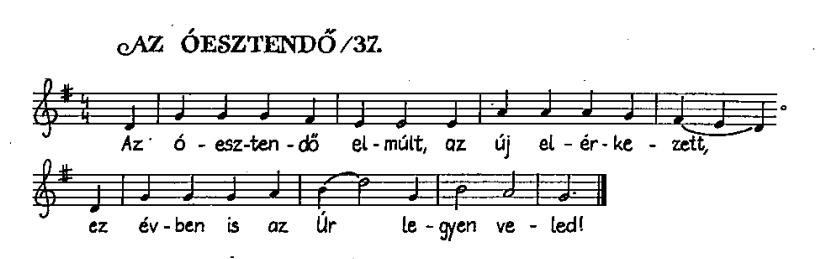 AZ ÓESZTENDŐ/37.
4
4
Az ó - esz-ten - dő el - múlt, az új el - ér - ke - zett,
ez év - ben is az Úr le - gyen ve - led!